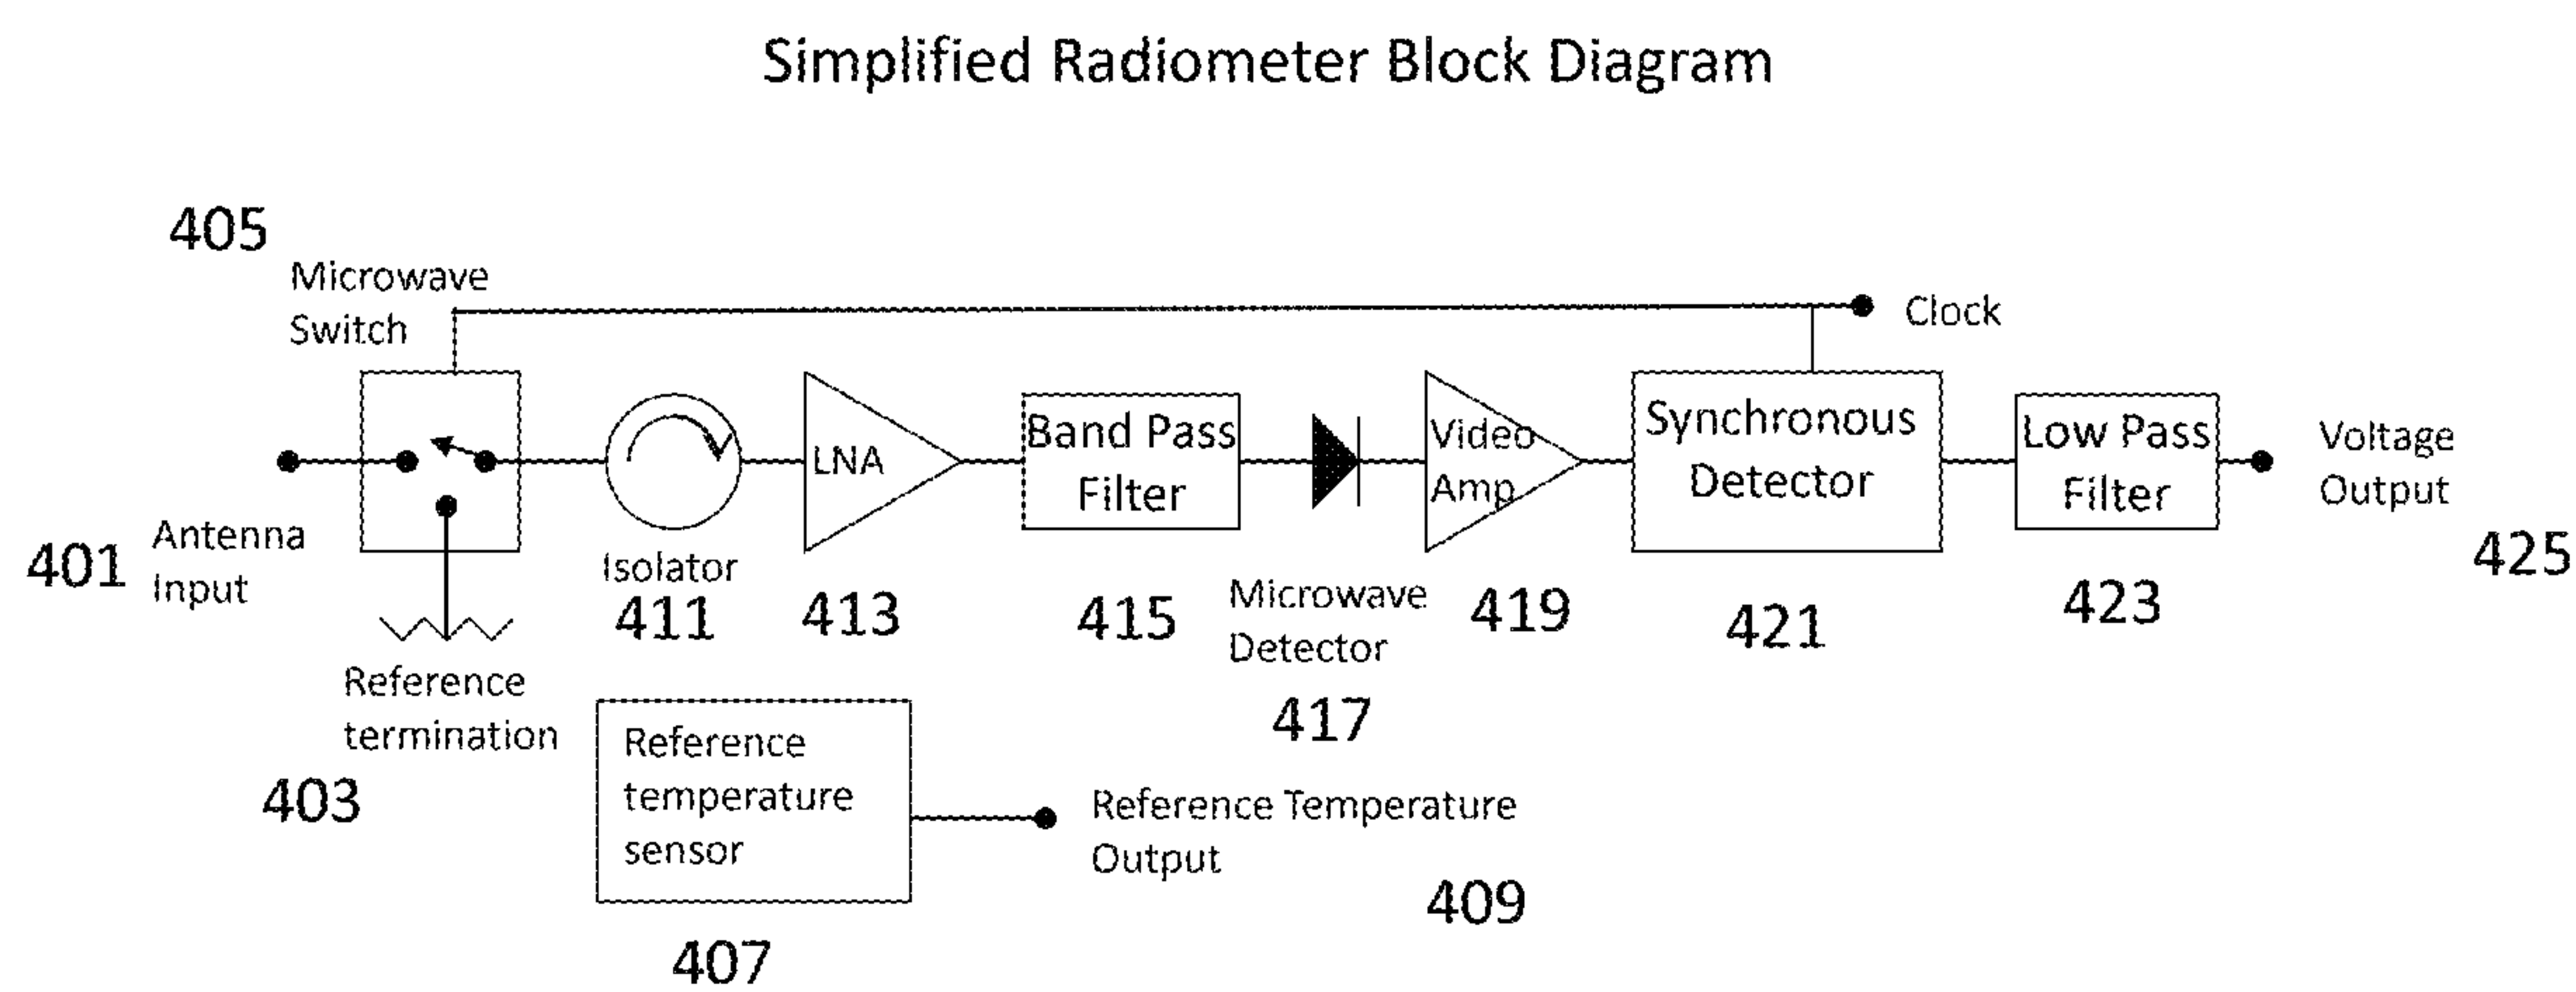 Simplified Radiometer Block Diagram
405
Microwave
Switch
Clock
Antenna
Input
401
Reference
termination
403
Isolator
411
LNA
413
Band Pass
Filter
415
Microwave
Detector
417
Video
Amp
419
Synchronous
Detector
421
Low Pass
Filter
423
Voltage
Output
425
Reference
temperature
sensor
407
Reference Temperature
Output
409